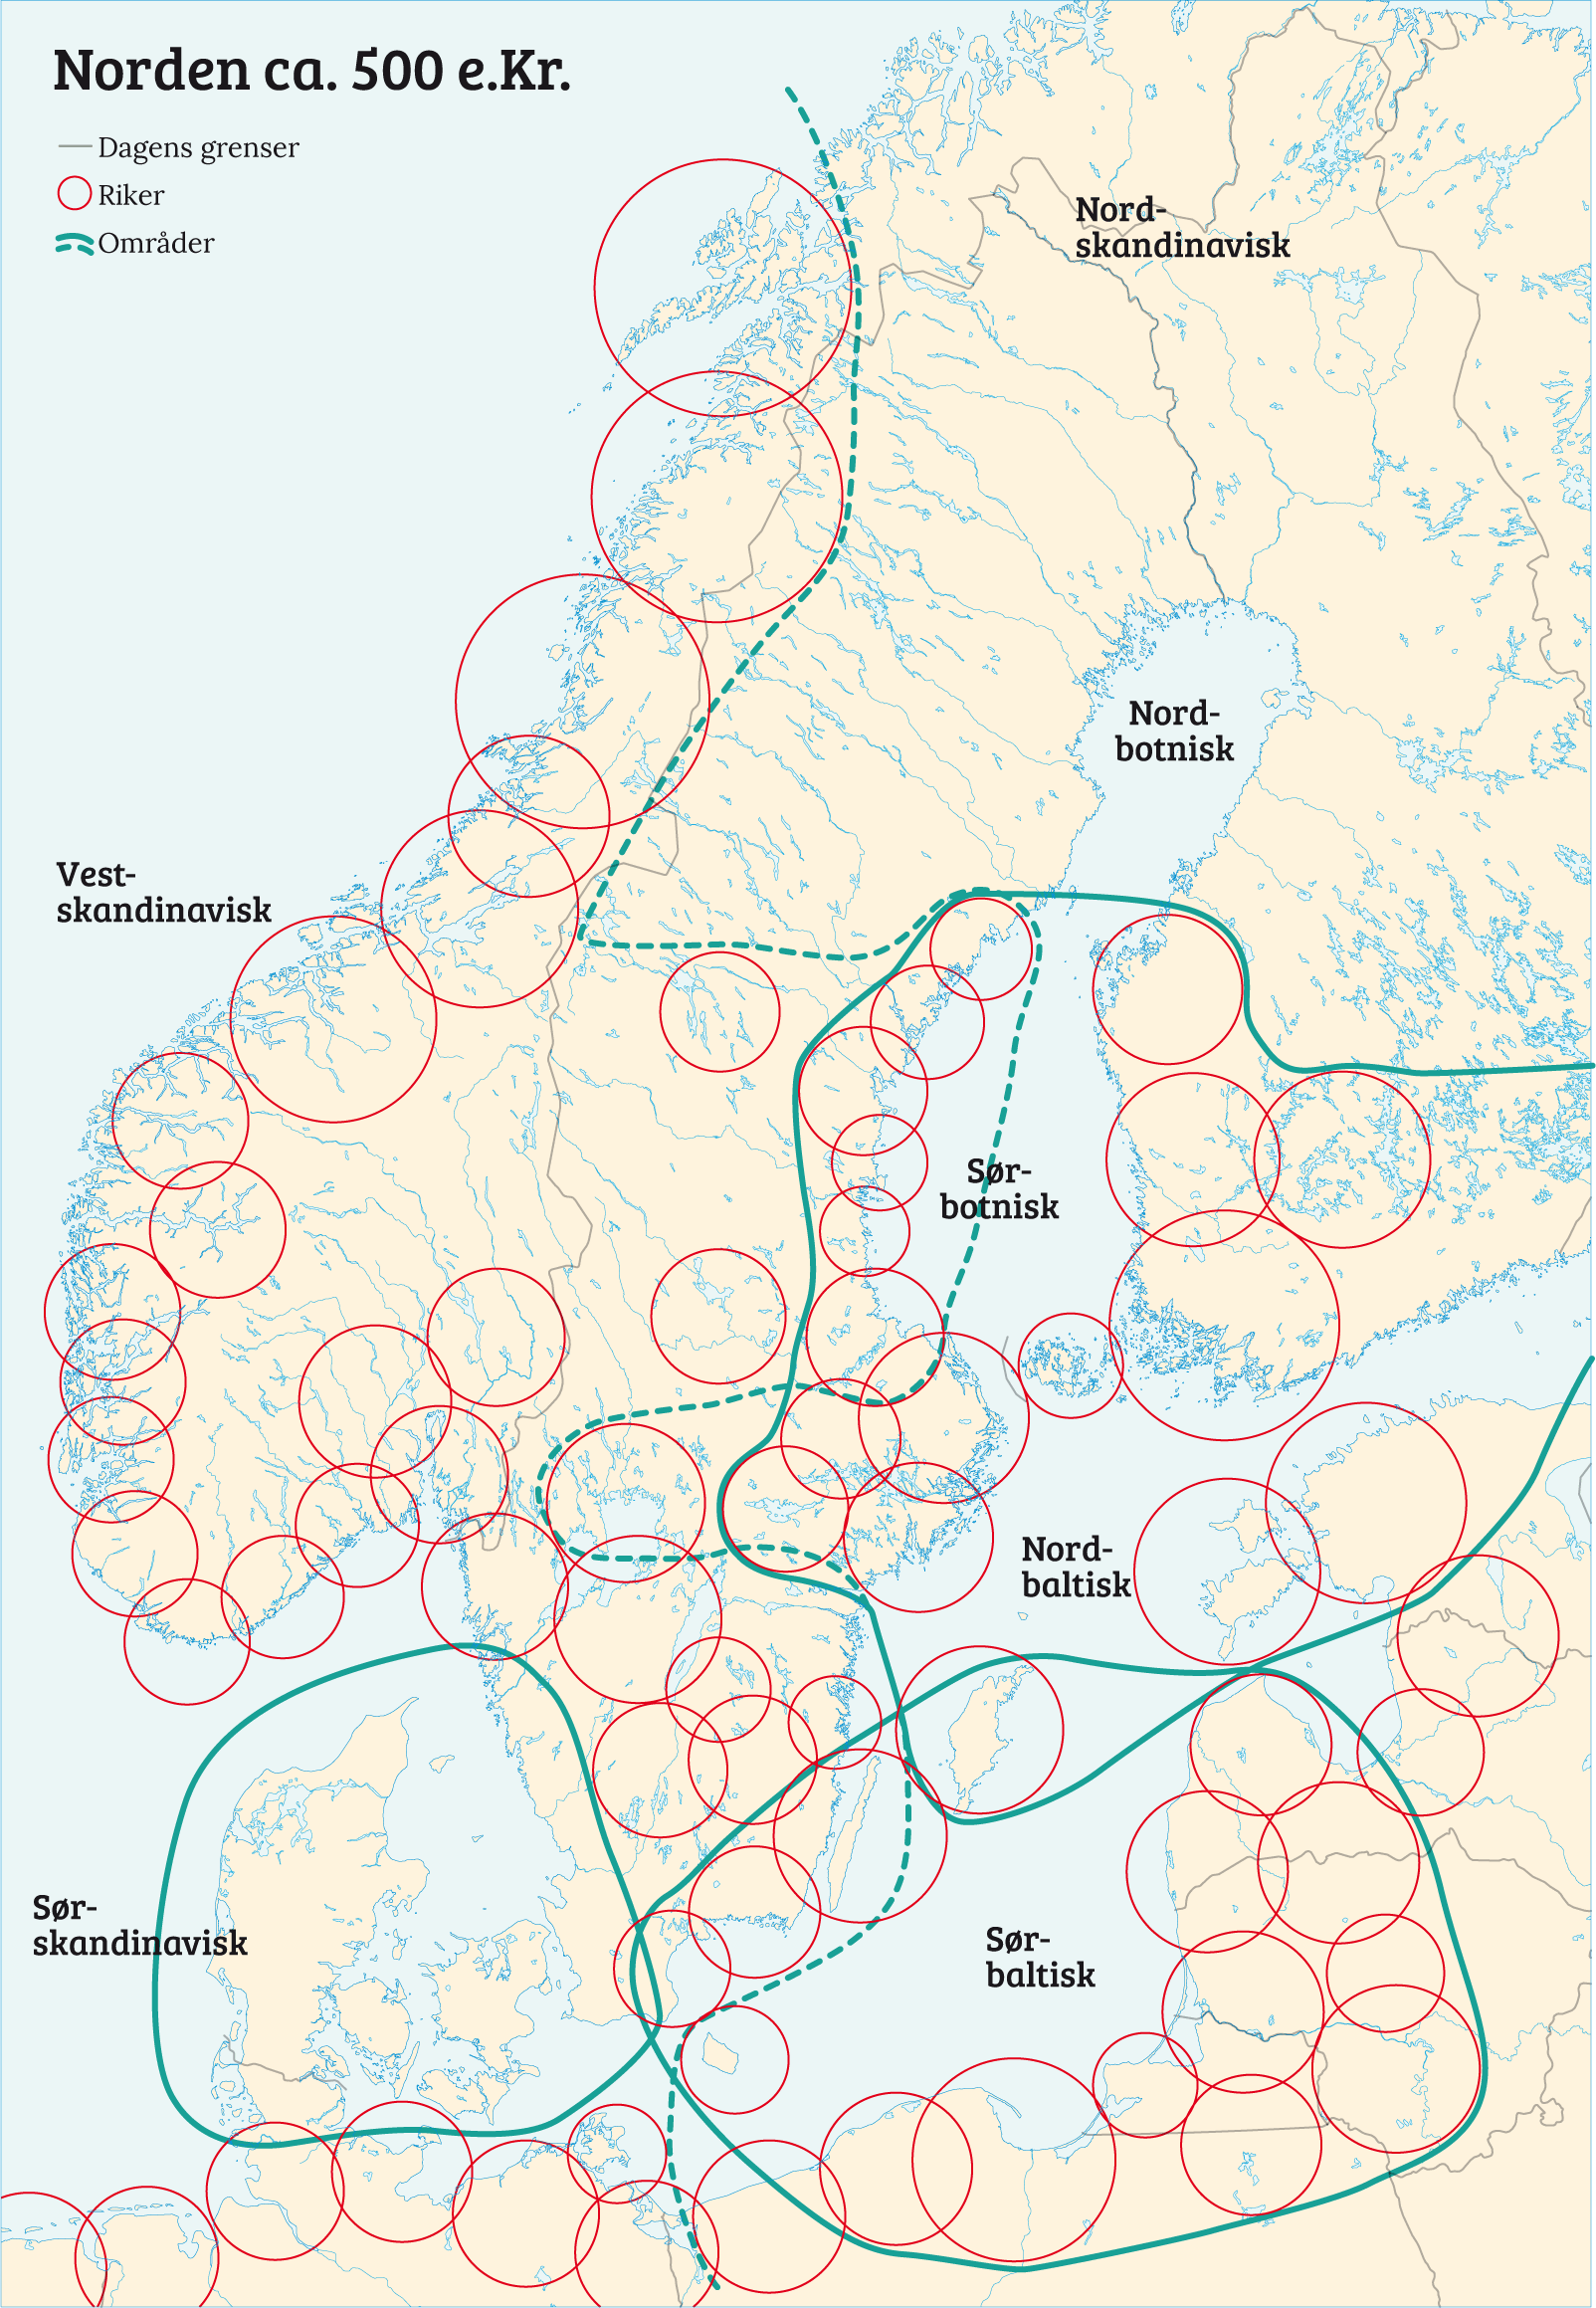 Norden ca. 500 e.Kr.
Dagens grenser
Riker
Områder
Nord-
skandinavisk
Nord-
botnisk
Vest-
skandinavisk
Sør-
botnisk
Nord-
baltisk
Sør-
skandinavisk
Sør-
baltisk